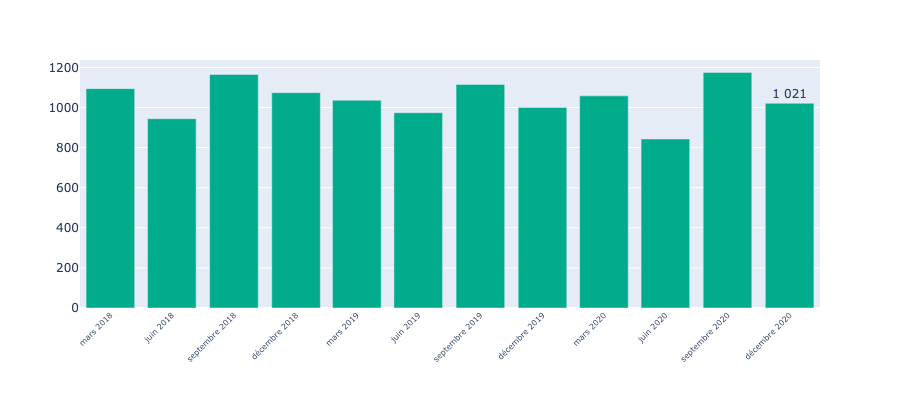 1200
1000
800
600
400
200
0
1 021
mars 2018
juin 2018
septembre 2018
décembre 2018
mars 2019
juin 2019
septembre 2019
décembre 2019
mars 2020
juin 2020
septembre 2020
décembre 2020